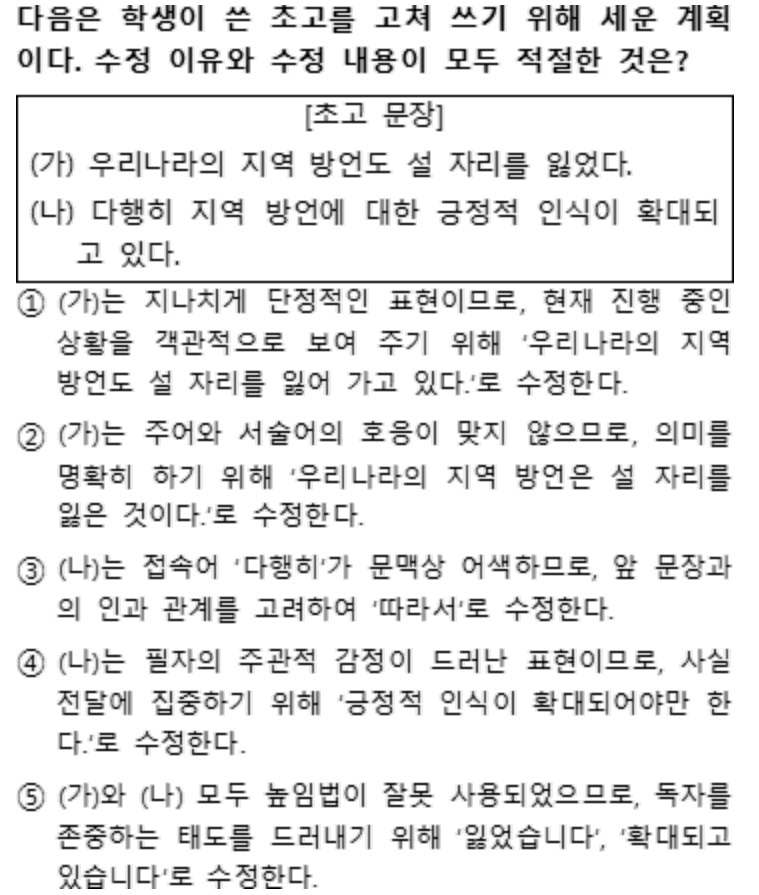 다음은 학생이 쓴 초고를 고쳐 쓰기 위해 세운 계획
이다. 수정 이유와 수정 내용이 모두 적절한 것은?
[초고 문장]
(가) 우리나라의 지역 방언도 설 자리를 잃었다.
(나) 다행히 지역 방언에 대한 긍정적 인식이 확대되
고 있다.
① (가)는 지나치게 단정적인 표현이므로, 현재 진행 중인
상황을 객관적으로 보여 주기 위해 '우리나라의 지역
방언도 설 자리를 잃어 가고 있다.'로 수정한다.
② (가)는 주어와 서술어의 호응이 맞지 않으므로, 의미를
명확히 하기 위해 '우리나라의 지역 방언은 설 자리를
잃은 것이다.'로 수정한다.
③ (나)는 접속어 '다행히'가 문맥상 어색하므로, 앞 문장과
의 인과 관계를 고려하여 '따라서'로 수정한다.
④ (나)는 필자의 주관적 감정이 드러난 표현이므로, 사실
전달에 집중하기 위해 '긍정적 인식이 확대되어야만 한
다.'로 수정한다.
⑤ (가)와 (나) 모두 높임법이 잘못 사용되었으므로, 독자를
존중하는 태도를 드러내기 위해 '잃었습니다', '확대되고
있습니다'로 수정한다.